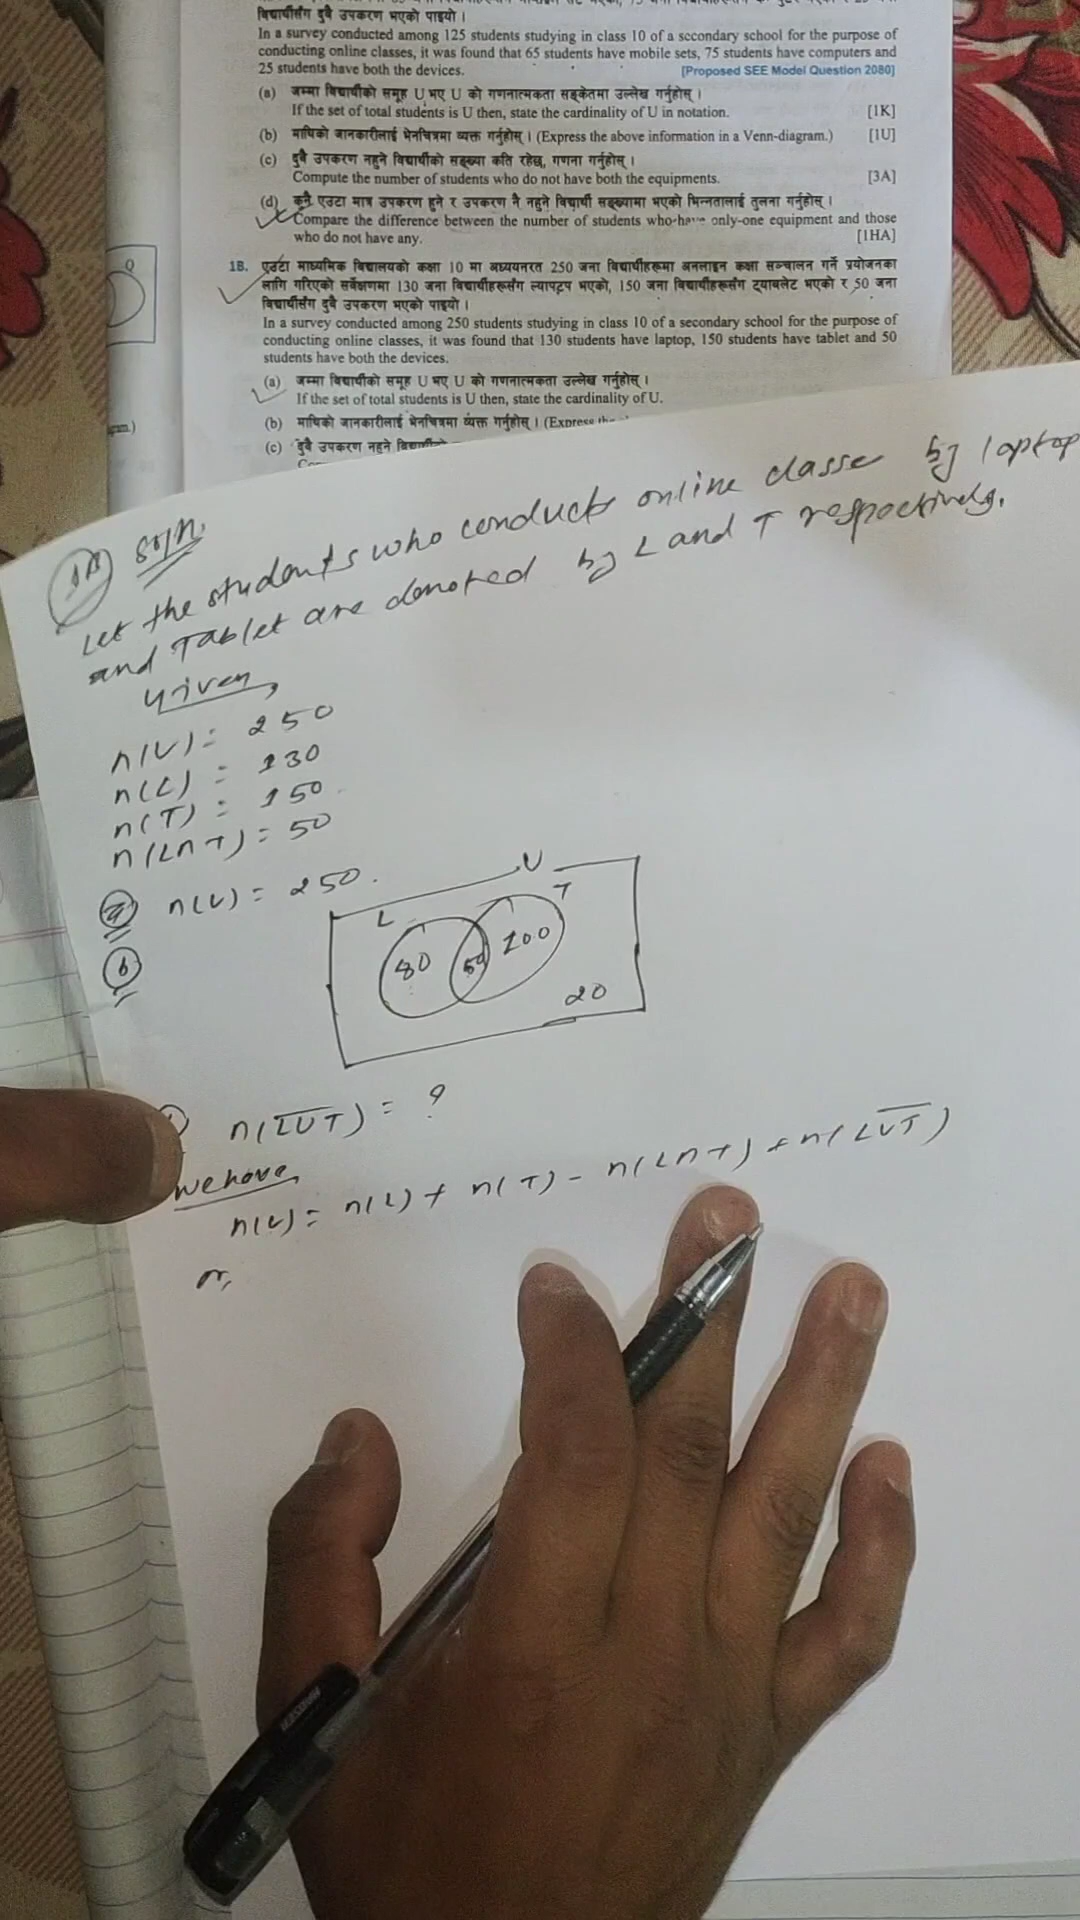 विद्यार्थीसँग दुबै उपकरण भएको पाइयो ।
In a survey conducted among 125 students studying in class 10 of a secondary school for the purpose of
conducting online classes, it was found that 65 students have mobile sets, 75 students have computers and
25 students have both the devices. [Proposed SEE Model Question 2080]
(a) जम्मा विद्यार्थीको समूह U भए U को गणनात्मकता सङ्केतमा उल्लेख गर्नुहोस् ।
If the set of total students is U then, state the cardinality of U in notation. [1K]
(b) माथिको जानकारीलाई भेनचित्रमा व्यक्त गर्नुहोस् । (Express the above information in a Venn-diagram.) [1U]
(c) दुबै उपकरण नहुने विद्यार्थीको सङ्ख्या कति रहेछ, गणना गर्नुहोस् ।
Compute the number of students who do not have both the equipments. [3A]
(d) कुनै एउटा मात्र उपकरण हुने र उपकरण नै नहुने विद्यार्थी सङ्ख्यामा भएको भिन्नतालाई तुलना गर्नुहोस् ।
Compare the difference between the number of students who have only one equipment and those
who do not have any. [1HA]
1B. एउटा माध्यमिक विद्यालयको कक्षा 10 मा अध्ययनरत 250 जना विद्यार्थीहरूमा अनलाइन कक्षा सञ्चालन गर्ने प्रयोजनका
लागि गरिएको सर्वेक्षणमा 130 जना विद्यार्थीहरूसँग ल्यापट्रप भएको, 150 जना विद्यार्थीहरूसँग ट्याबलेट भएको र 50 जना
विद्यार्थीसँग दुबै उपकरण भएको पाइयो ।
In a survey conducted among 250 students studying in class 10 of a secondary school for the purpose of
conducting online classes, it was found that 130 students have laptop, 150 students have tablet and 50
students have both the devices.
(a) जम्मा विद्यार्थीको समूह U भए U को गणनात्मकता उल्लेख गर्नुहोस् ।
If the set of total students is U then, state the cardinality of U.
(b) माथिको जानकारीलाई भेनचित्रमा व्यक्त गर्नुहोस् । (Express the
(c) दुबै उपकरण नहुने
Q
gram.)
1B) Sol^n,
Let the students who conducts online classe by laptop
and Tablet are denoted by L and T respectively.
Given,
n(U) = 250
n(L) = 130
n(T) = 150
n(L∩T) = 50
a) n(U) = 250.
b)
U
L T
80 50 100
20
n(\overline{L∪T}) = ?
We have,
n(U) = n(L) + n(T) - n(L∩T) + n(\overline{L∪T})
or,